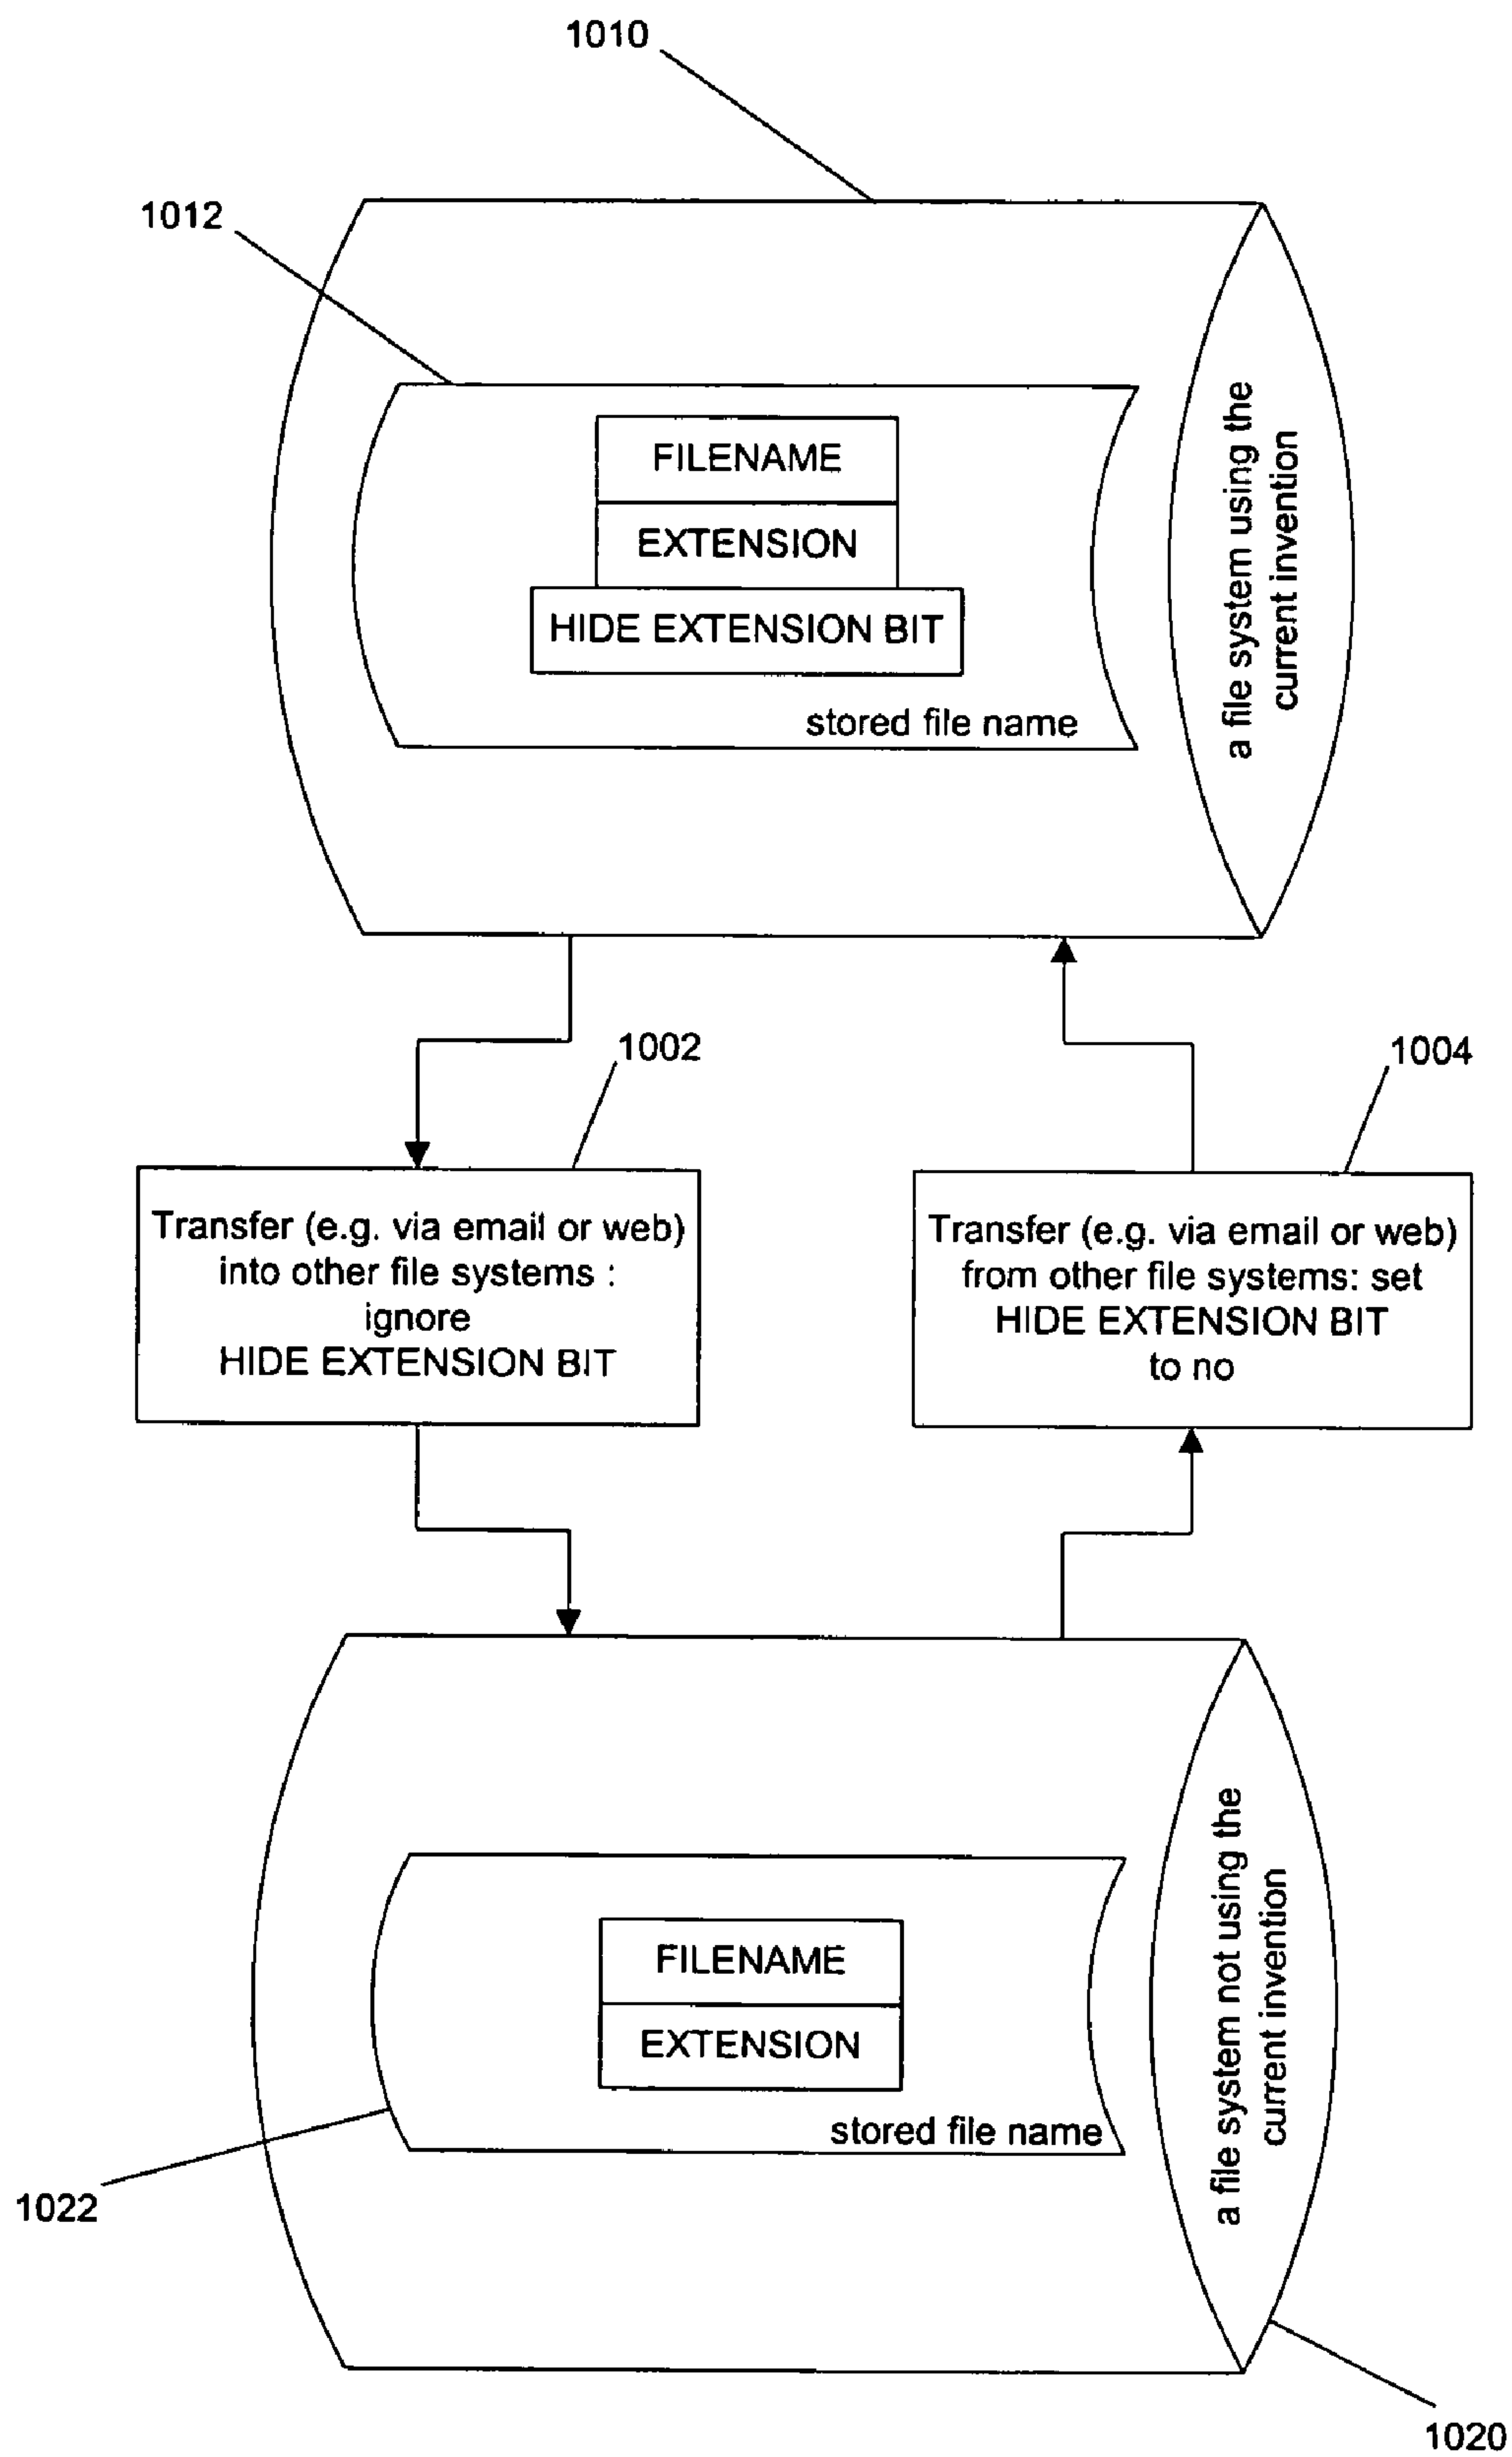 1010
1012
FILENAME
EXTENSION
HIDE EXTENSION BIT
stored file name
a file system using the
current invention
1002
1004
Transfer (e.g. via email or web)
into other file systems :
ignore
HIDE EXTENSION BIT
Transfer (e.g. via email or web)
from other file systems: set
HIDE EXTENSION BIT
to no
FILENAME
EXTENSION
stored file name
a file system not using the
current invention
1022
1020